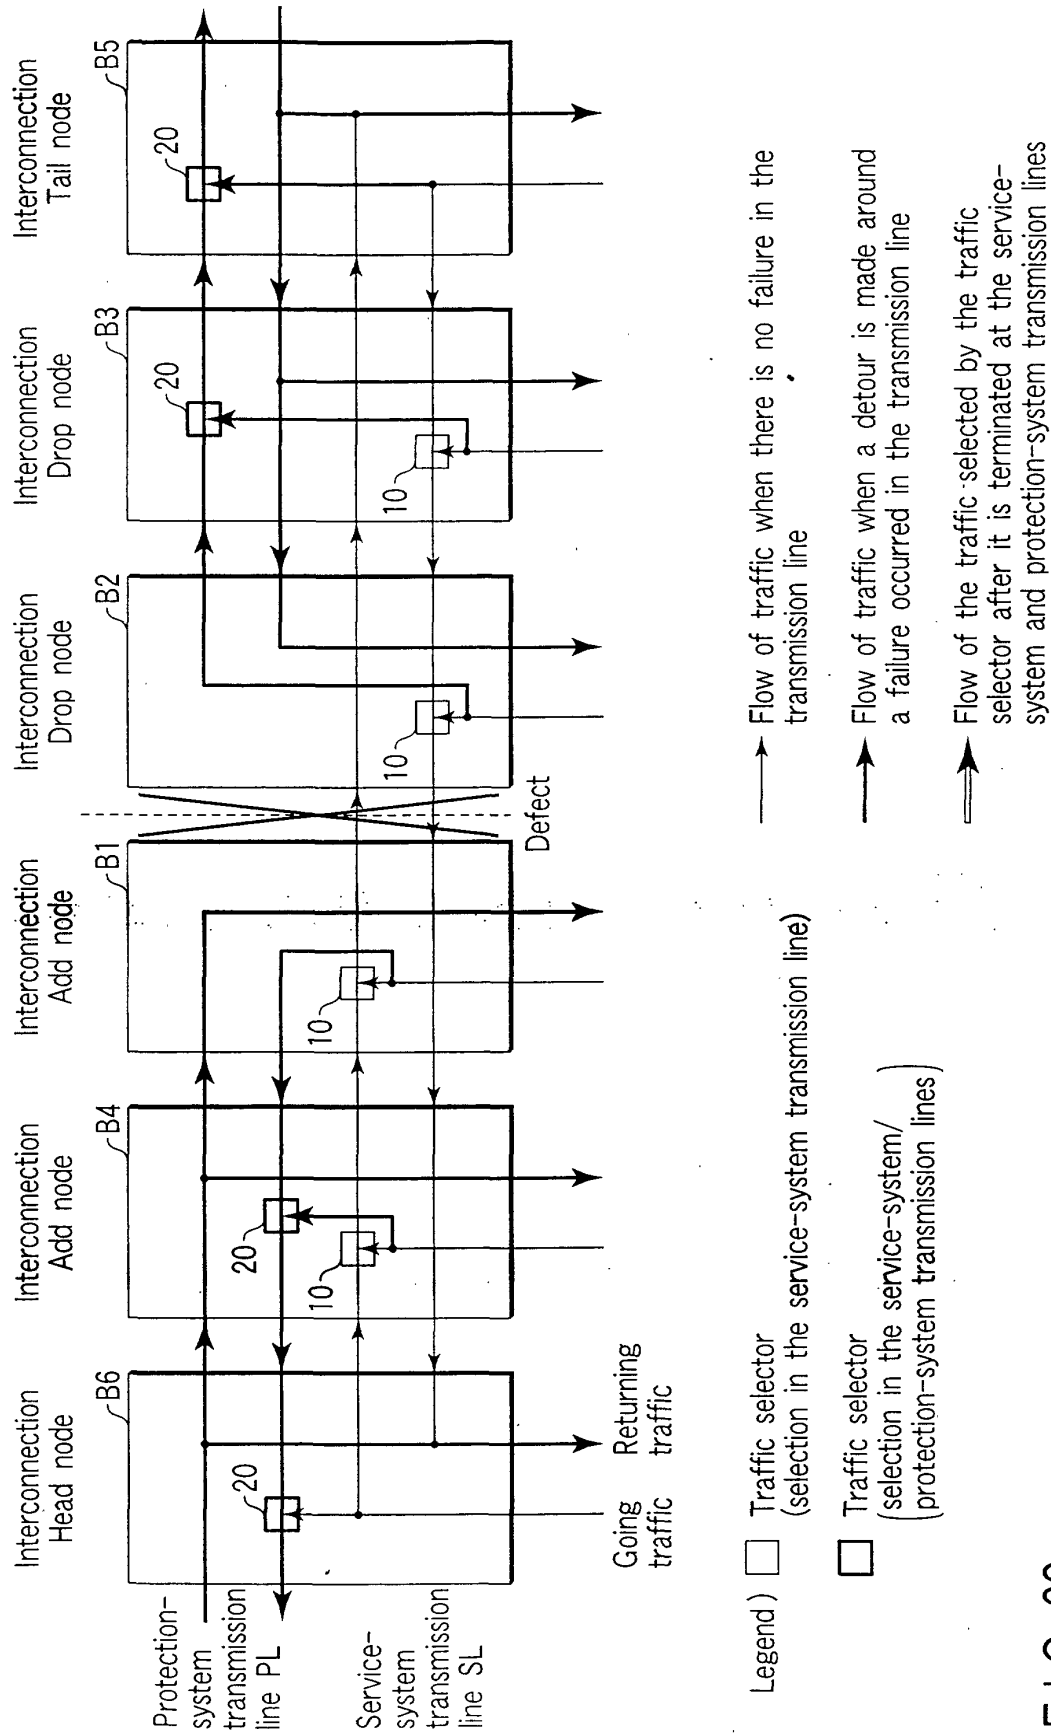 Interconnection
Head node
Interconnection
Add node
Interconnection
Add node
Interconnection
Drop node
Interconnection
Drop node
Interconnection
Tail node
B6
B4
B1
B2
B3
B5
Protection-
system
transmission
line PL
Service-
system
transmission
line SL
20
20
10
10
10
10
20
20
Defect
Going
traffic
Returning
traffic
Legend )
Traffic selector
(selection in the service-system transmission line)
Traffic selector
(selection in the service-system/
protection-system transmission lines)
Flow of traffic when there is no failure in the
transmission line
Flow of traffic when a detour is made around
a failure occurred in the transmission line
Flow of the traffic selected by the traffic
selector after it is terminated at the service-
system and protection-system transmission lines